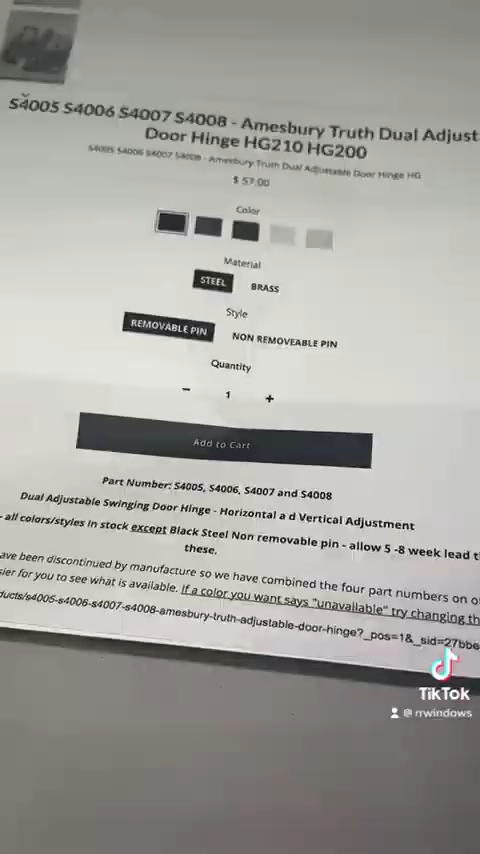 S4005 S4006 S4007 S4008 - Amesbury Truth Dual Adjust
Door Hinge HG210 HG200
S4005 S4006 S4007 S4008 - Amesbury Truth Dual Adjustable Door Hinge HG
$ 57.00
Color
Material
STEEL BRASS
Style
REMOVABLE PIN NON REMOVEABLE PIN
Quantity
- 1 +
Add to Cart
Part Number: S4005, S4006, S4007 and S4008
Dual Adjustable Swinging Door Hinge - Horizontal a d Vertical Adjustment
- all colors/styles in stock except Black Steel Non removable pin - allow 5 -8 week lead t
these.
ave been discontinued by manufacture so we have combined the four part numbers on o
sier for you to see what is available. If a color you want says "unavailable" try changing th
ducts/s4005-s4006-s4007-s4008-amesbury-truth-adjustable-door-hinge?_pos=1&_sid=27bbe
TikTok
@ rrwindows